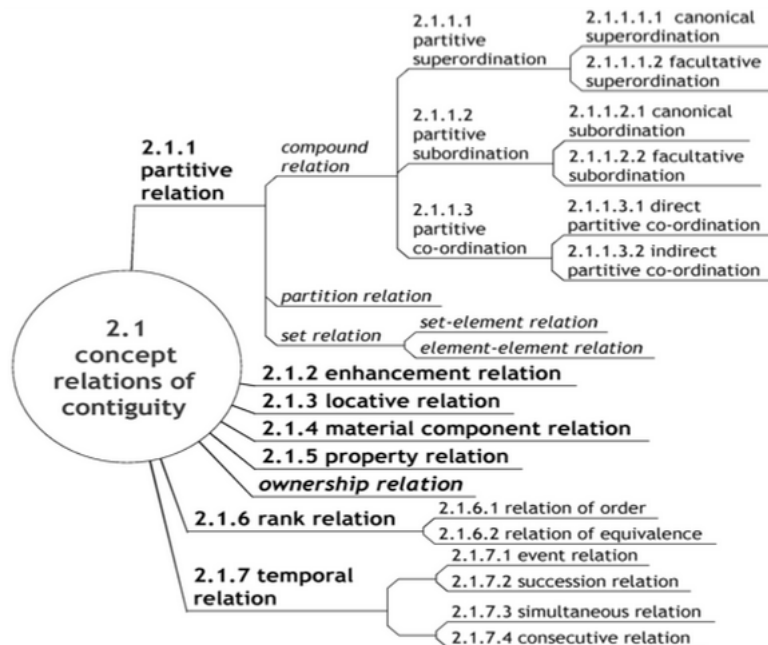 2.1
concept
relations of
contiguity
2.1.1
partitive
relation
compound
relation
2.1.1.1
partitive
superordination
2.1.1.1.1 canonical
superordination
2.1.1.1.2 facultative
superordination
2.1.1.2
partitive
subordination
2.1.1.2.1 canonical
subordination
2.1.1.2.2 facultative
subordination
2.1.1.3
partitive
co-ordination
2.1.1.3.1 direct
partitive co-ordination
2.1.1.3.2 indirect
partitive co-ordination
partition relation
set relation
set-element relation
element-element relation
2.1.2 enhancement relation
2.1.3 locative relation
2.1.4 material component relation
2.1.5 property relation
ownership relation
2.1.6 rank relation
2.1.6.1 relation of order
2.1.6.2 relation of equivalence
2.1.7 temporal
relation
2.1.7.1 event relation
2.1.7.2 succession relation
2.1.7.3 simultaneous relation
2.1.7.4 consecutive relation